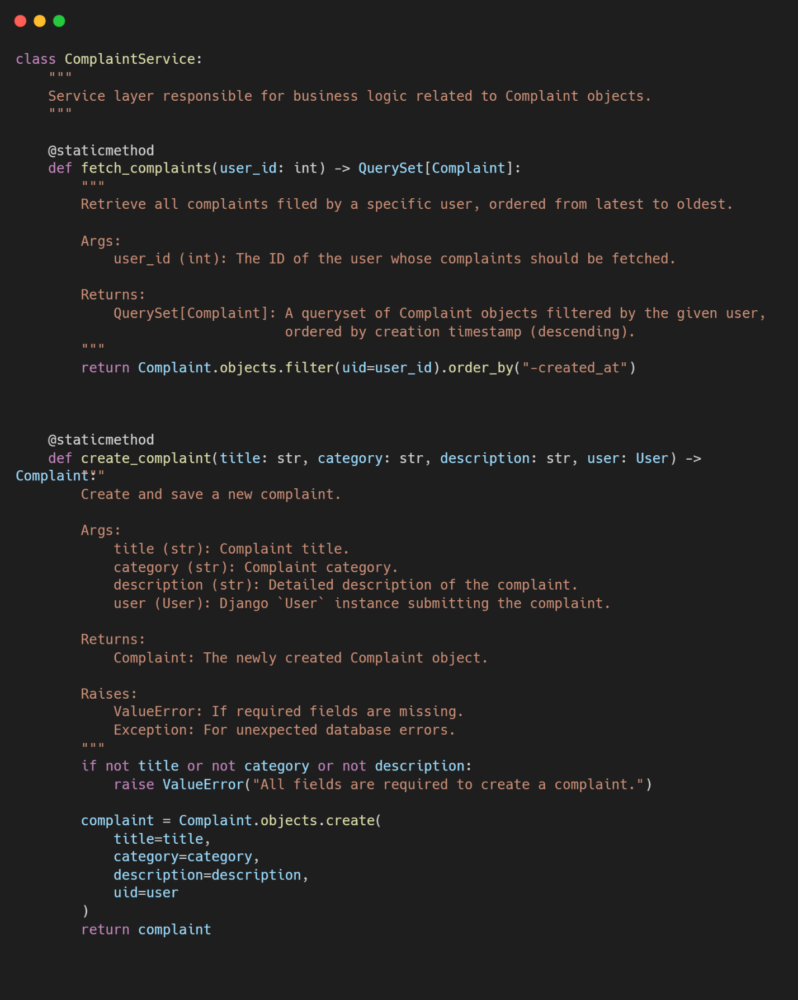 class ComplaintService:
    """
    Service layer responsible for business logic related to Complaint objects.
    """

    @staticmethod
    def fetch_complaints(user_id: int) -> QuerySet[Complaint]:
        """
        Retrieve all complaints filed by a specific user, ordered from latest to oldest.

        Args:
            user_id (int): The ID of the user whose complaints should be fetched.

        Returns:
            QuerySet[Complaint]: A queryset of Complaint objects filtered by the given user,
                                 ordered by creation timestamp (descending).
        """
        return Complaint.objects.filter(uid=user_id).order_by("-created_at")

    @staticmethod
    def create_complaint(title: str, category: str, description: str, user: User) ->
Complaint:
        """
        Create and save a new complaint.

        Args:
            title (str): Complaint title.
            category (str): Complaint category.
            description (str): Detailed description of the complaint.
            user (User): Django `User` instance submitting the complaint.

        Returns:
            Complaint: The newly created Complaint object.

        Raises:
            ValueError: If required fields are missing.
            Exception: For unexpected database errors.
        """
        if not title or not category or not description:
            raise ValueError("All fields are required to create a complaint.")

        complaint = Complaint.objects.create(
            title=title,
            category=category,
            description=description,
            uid=user
        )
        return complaint